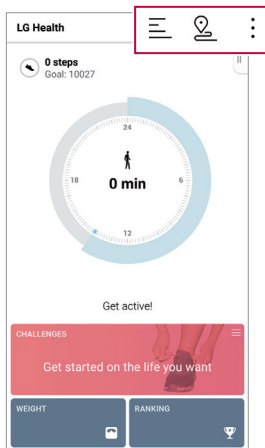 LG Health
0 steps
Goal: 10027
24
18
0 min
6
12
Get active!
CHALLENGES
Get started on the life you want
WEIGHT
RANKING